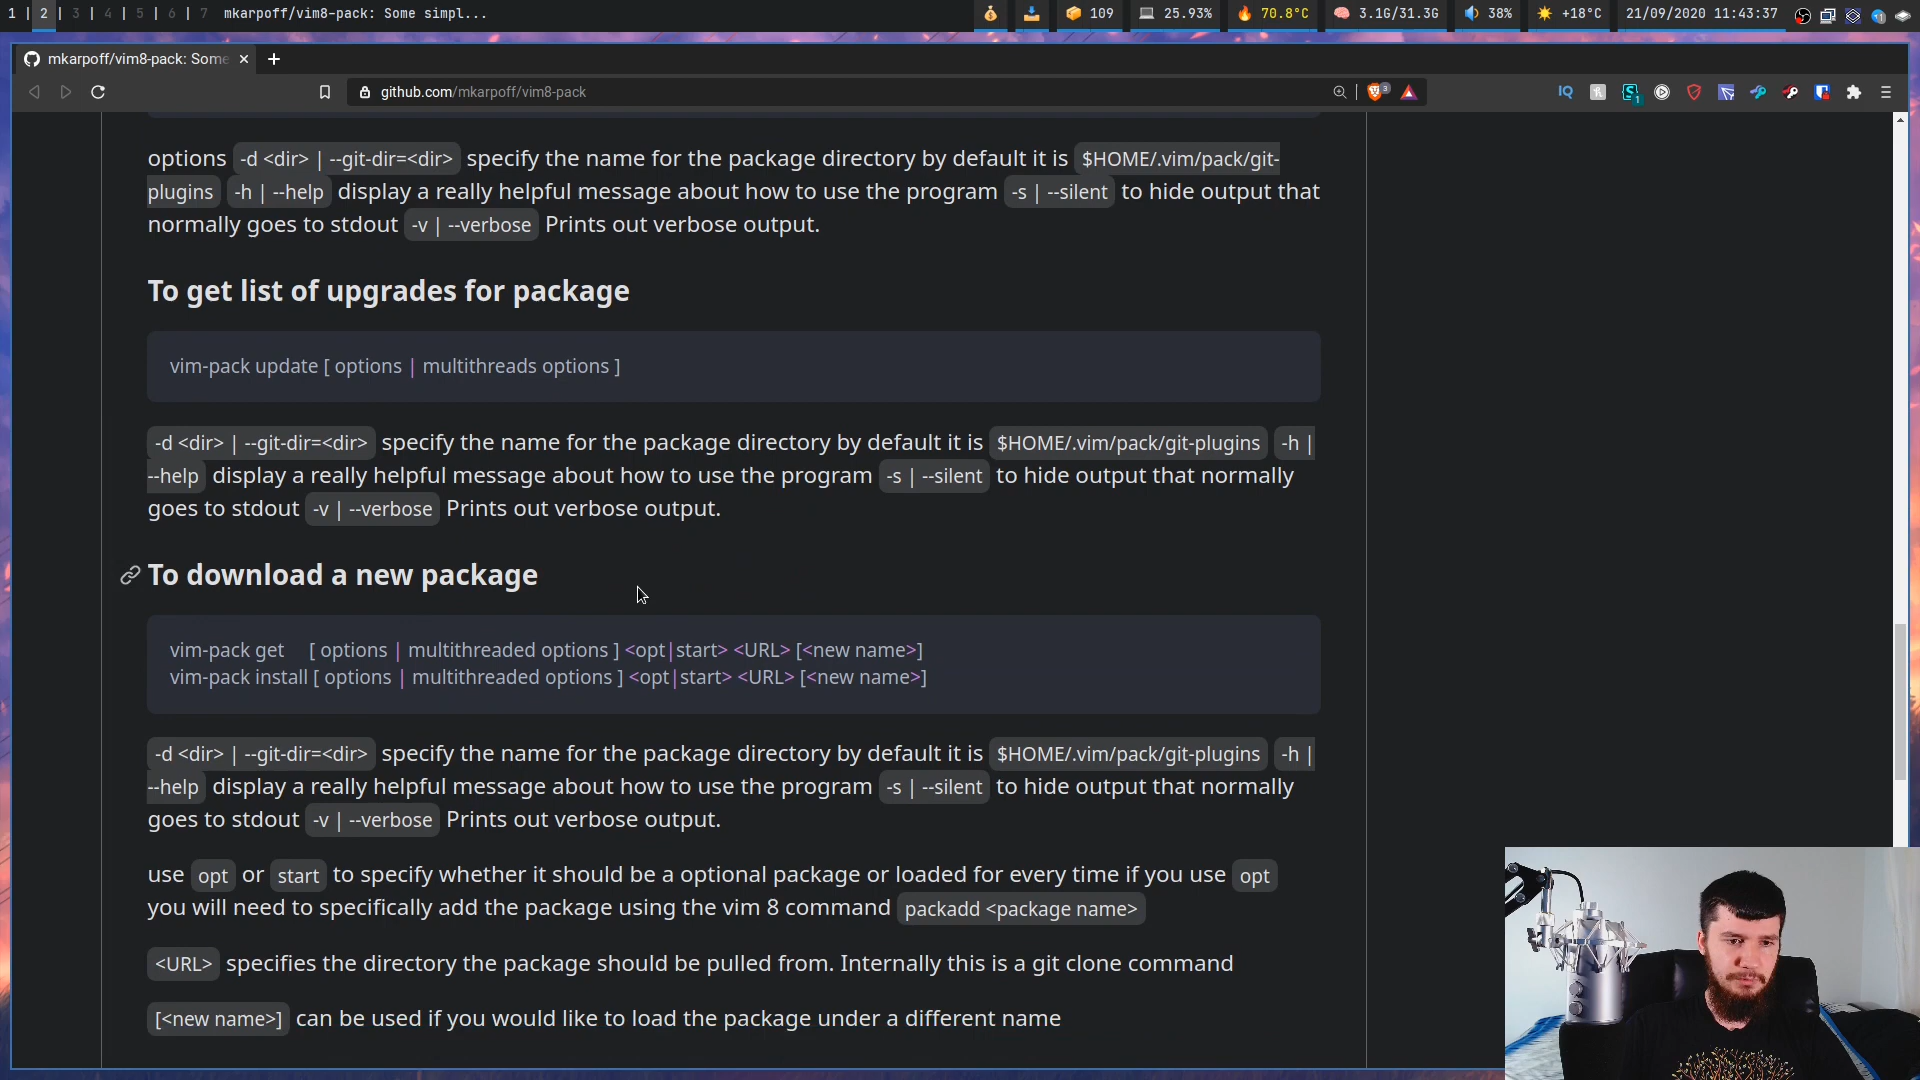 1 | 2 | 3 | 4 | 5 | 6 | 7 mkarpoff/vim8-pack: Some simpl... 109 25.93% 70.8°C 3.1G/31.3G 38% +18°C 21/09/2020 11:43:37
mkarpoff/vim8-pack: Some
github.com/mkarpoff/vim8-pack
options -d <dir> | --git-dir=<dir> specify the name for the package directory by default it is $HOME/.vim/pack/git-
plugins -h | --help display a really helpful message about how to use the program -s | --silent to hide output that
normally goes to stdout -v | --verbose Prints out verbose output.
To get list of upgrades for package
vim-pack update [ options | multithreads options ]
-d <dir> | --git-dir=<dir> specify the name for the package directory by default it is $HOME/.vim/pack/git-plugins -h |
--help display a really helpful message about how to use the program -s | --silent to hide output that normally
goes to stdout -v | --verbose Prints out verbose output.
To download a new package
vim-pack get [ options | multithreaded options ] <opt|start> <URL> [<new name>]
vim-pack install [ options | multithreaded options ] <opt|start> <URL> [<new name>]
-d <dir> | --git-dir=<dir> specify the name for the package directory by default it is $HOME/.vim/pack/git-plugins -h |
--help display a really helpful message about how to use the program -s | --silent to hide output that normally
goes to stdout -v | --verbose Prints out verbose output.
use opt or start to specify whether it should be a optional package or loaded for every time if you use opt
you will need to specifically add the package using the vim 8 command packadd <package name>
<URL> specifies the directory the package should be pulled from. Internally this is a git clone command
[<new name>] can be used if you would like to load the package under a different name